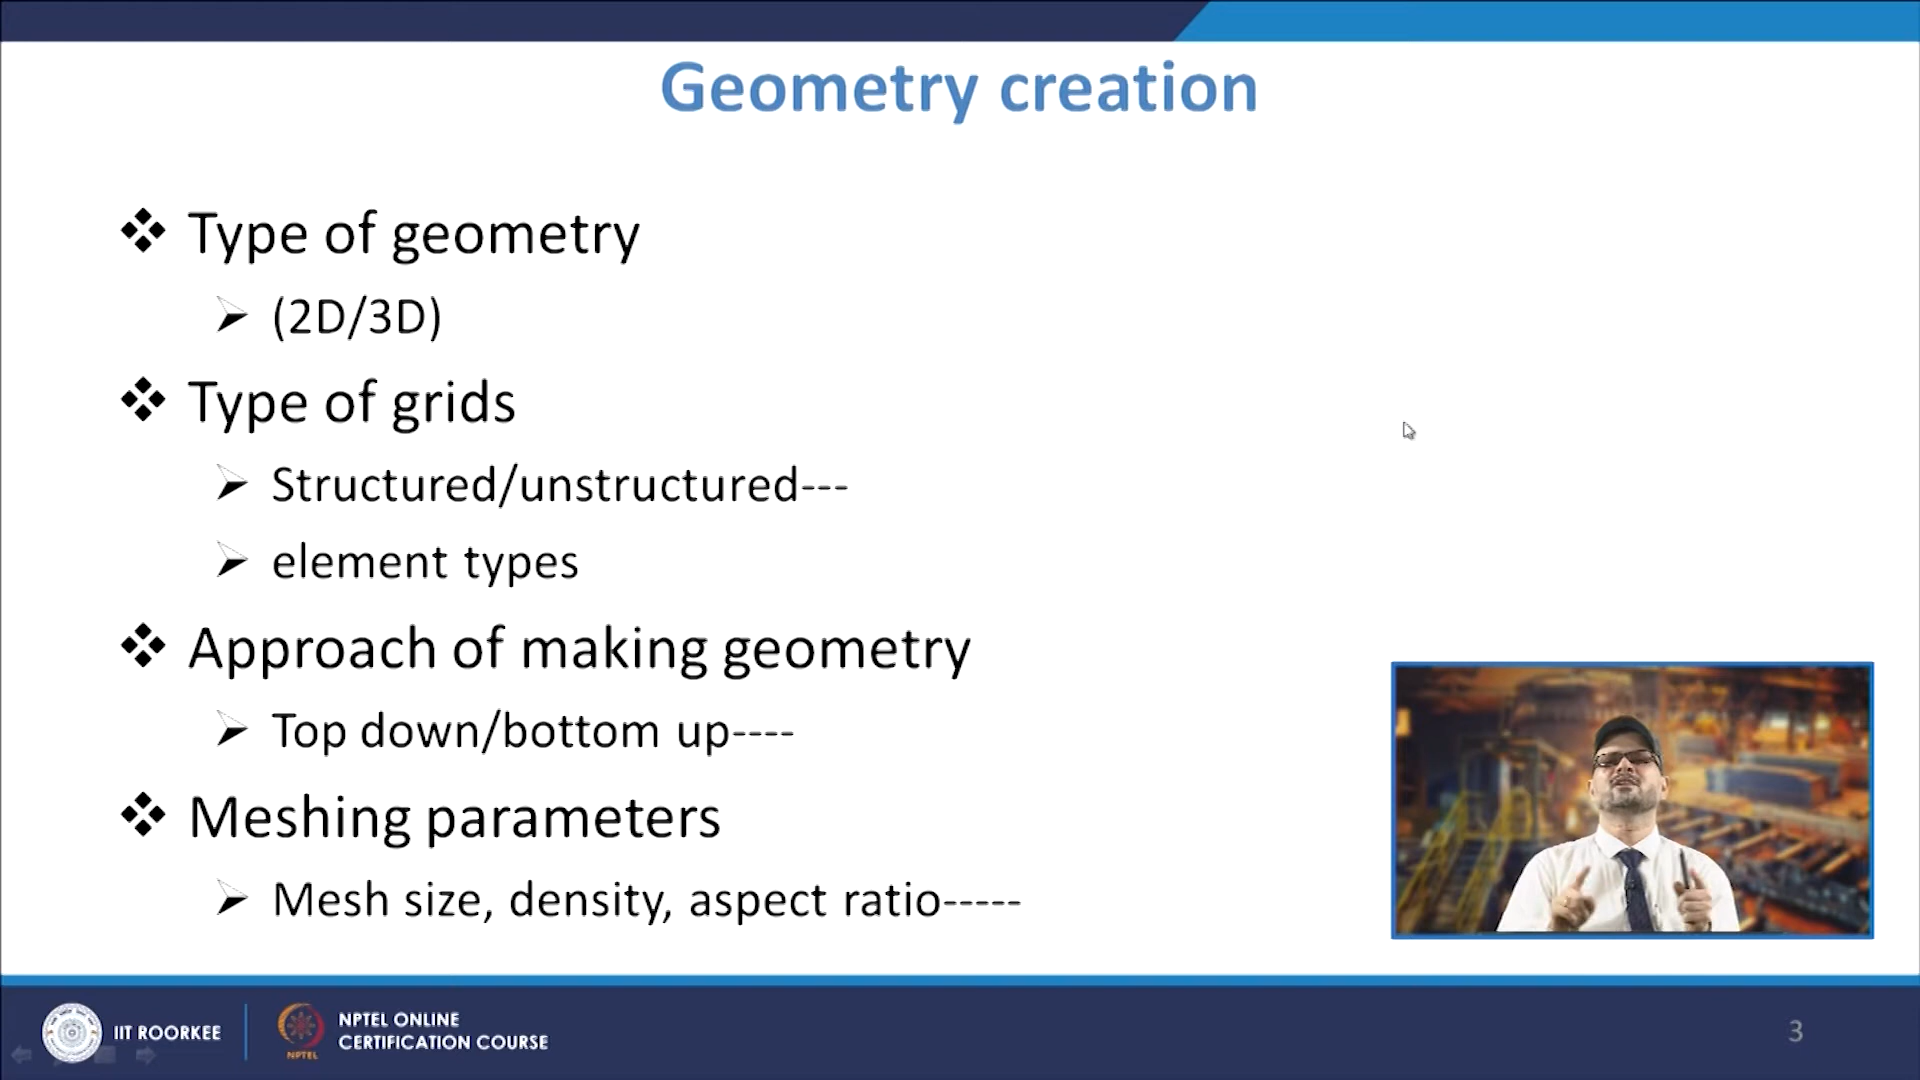 Geometry creation
❖ Type of geometry
➢ (2D/3D)
❖ Type of grids
➢ Structured/unstructured---
➢ element types
❖ Approach of making geometry
➢ Top down/bottom up----
❖ Meshing parameters
➢ Mesh size, density, aspect ratio-----
IIT ROORKEE
NPTEL
NPTEL ONLINE
CERTIFICATION COURSE
3